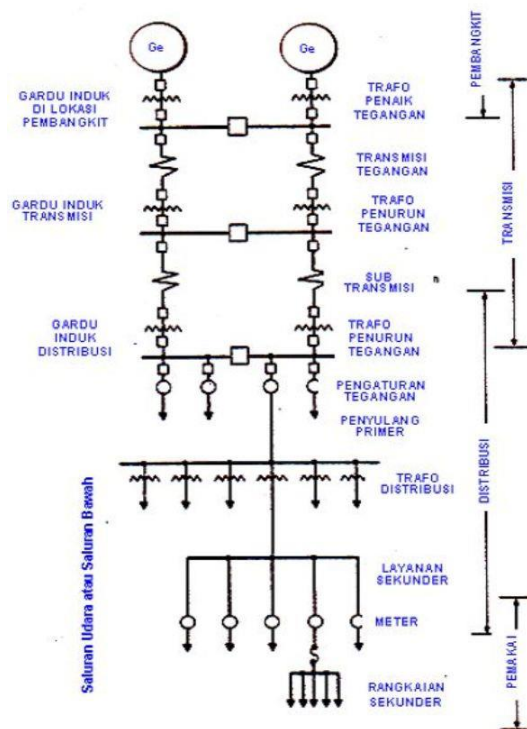 Ge
Ge
GARDU INDUK
DI LOKASI
PEMBANGKIT
TRAFO
PENAIK
TEGANGAN
PEMBANGKIT
TRANSMISI
TEGANGAN
GARDU INDUK
TRANSMISI
TRAFO
PENURUN
TEGANGAN
TRANSMISI
SUB
TRANSMISI
n
GARDU
INDUK
DISTRIBUSI
TRAFO
PENURUN
TEGANGAN
PENGATURAN
TEGANGAN
PENYULANG
PRIMER
DISTRIBUSI
TRAFO
DISTRIBUSI
Saluran Udara atau Saluran Bawah
LAYANAN
SEKUNDER
METER
PEMAKAI
RANGKAIAN
SEKUNDER